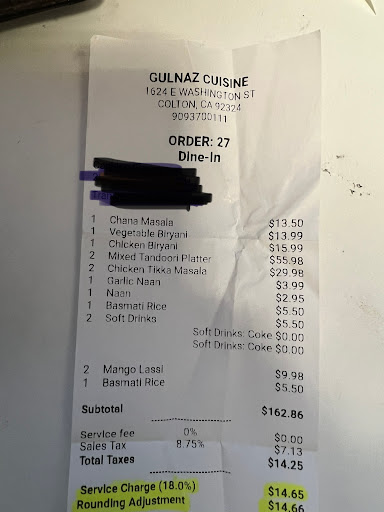 GULNAZ CUISINE
1624 E WASHINGTON ST
COLTON, CA 92324
9093700111
ORDER: 27
Dine-In
1 Chana Masala $13.50
1 Vegetable Biryani $13.99
1 Chicken Biryani $15.99
2 Mixed Tandoori Platter $55.98
2 Chicken Tikka Masala $29.98
1 Garlic Naan $3.99
1 Naan $2.95
1 Basmati Rice $5.50
2 Soft Drinks $5.50
Soft Drinks: Coke $0.00
Soft Drinks: Coke $0.00
2 Mango Lassi $9.98
1 Basmati Rice $5.50
Subtotal $162.86
Service fee 0% $0.00
Sales Tax 8.75% $7.13
Total Taxes $14.25
Service Charge (18.0%) $14.65
Rounding Adjustment $14.66